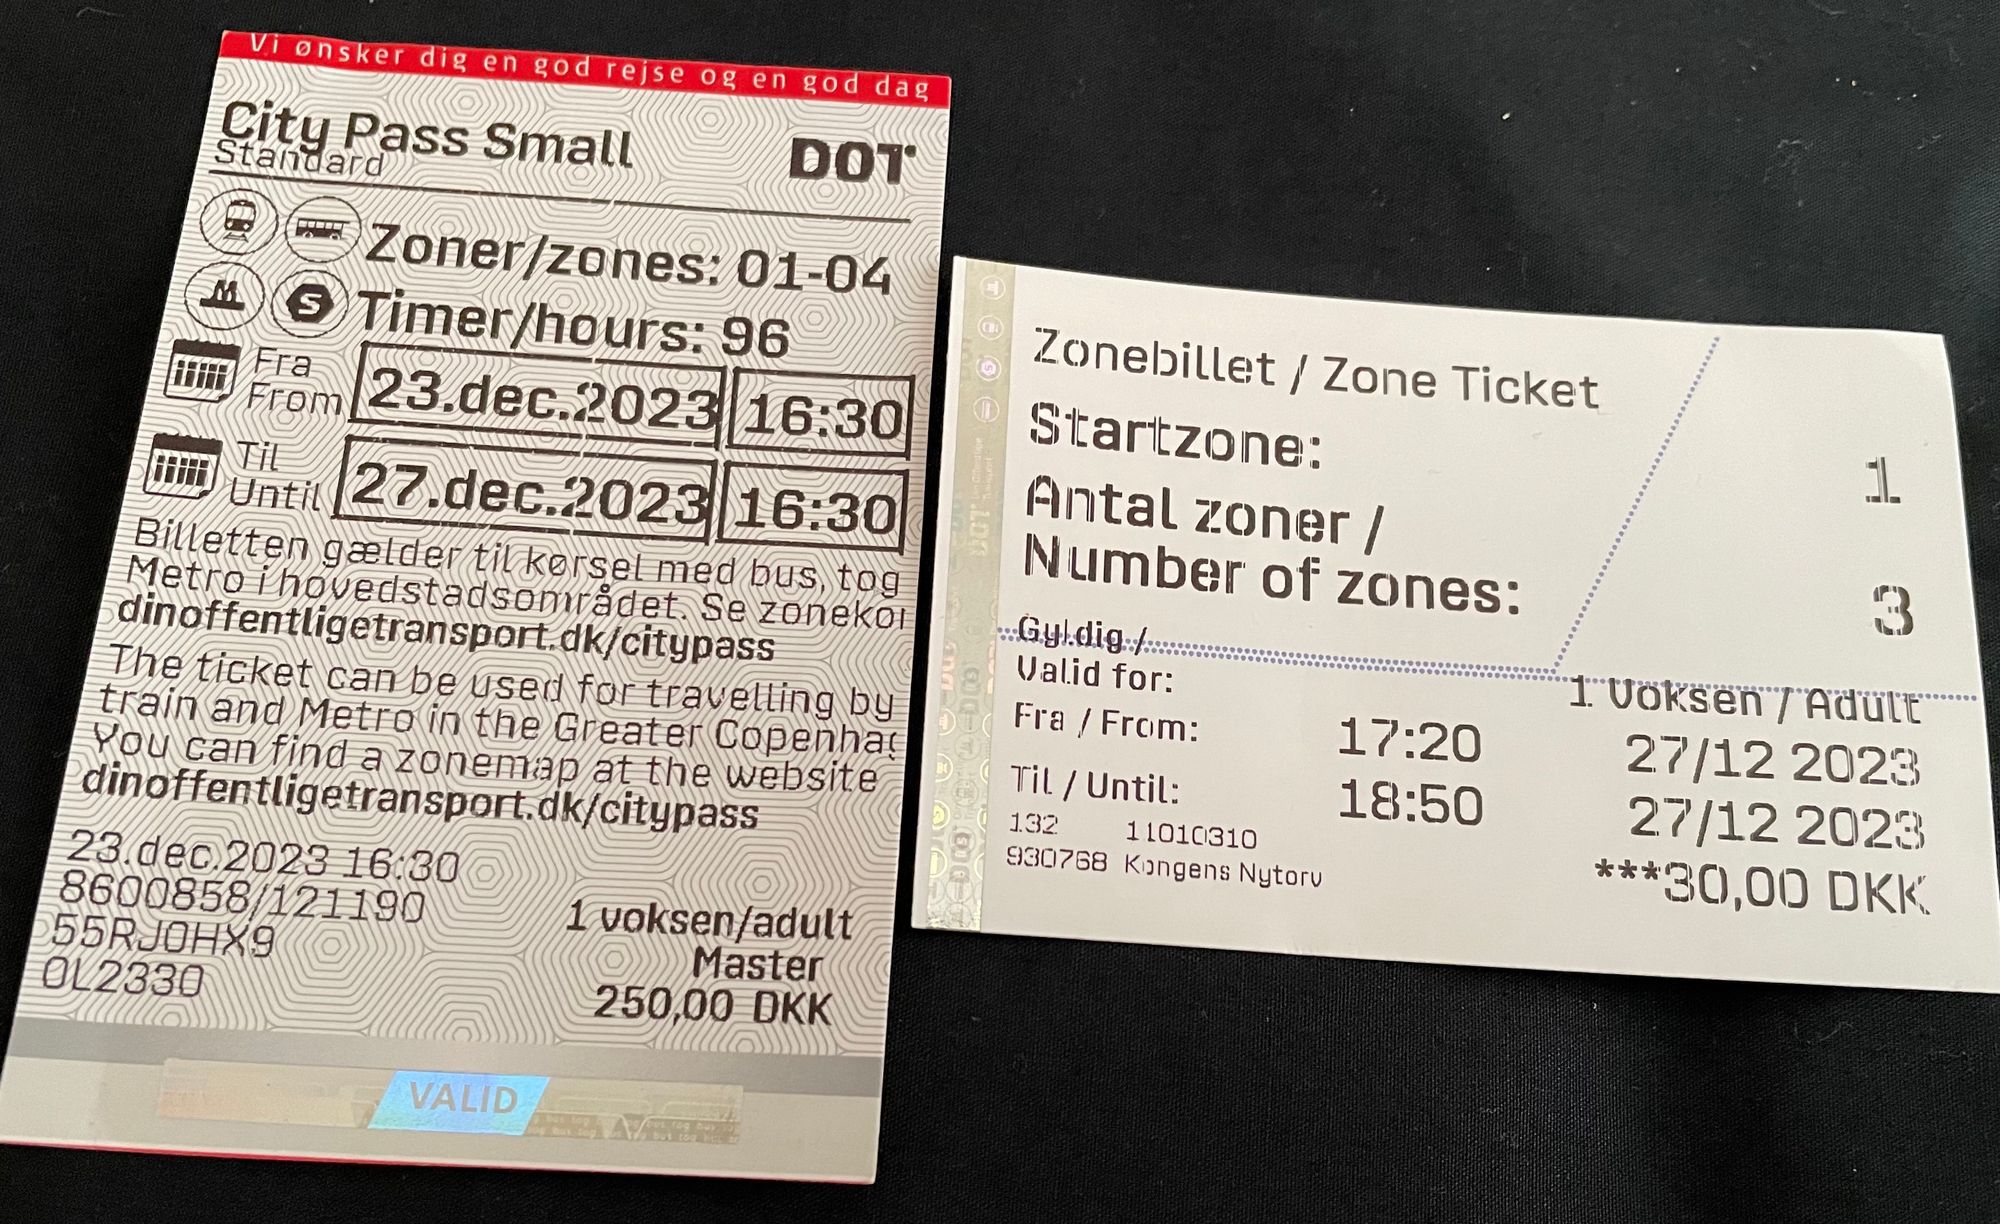 Vi ønsker dig en god rejse og en god dag
City Pass Small
Standard
DOT
Zoner/zones: 01-04
Timer/hours: 96
Fra
From
23.dec.2023 16:30
Til
Until
27.dec.2023 16:30
Billetten gælder til kørsel med bus, tog
Metro i hovedstadsområdet. Se zonekor
dinoffentligetransport.dk/citypass
The ticket can be used for travelling by
train and Metro in the Greater Copenhag
You can find a zonemap at the website
dinoffentligetransport.dk/citypass
23.dec.2023 16:30
8600858/121190
55RJ0HX9
OL2330
1 voksen/adult
Master
250,00 DKK
VALID
Zonebillet / Zone Ticket
Startzone: 1
Antal zoner /
Number of zones: 3
Gyldig /
Valid for: 1 Voksen / Adult
Fra / From: 17:20 27/12 2023
Til / Until: 18:50 27/12 2023
132 11010310
930768 Kongens Nytorv
***30,00 DKK